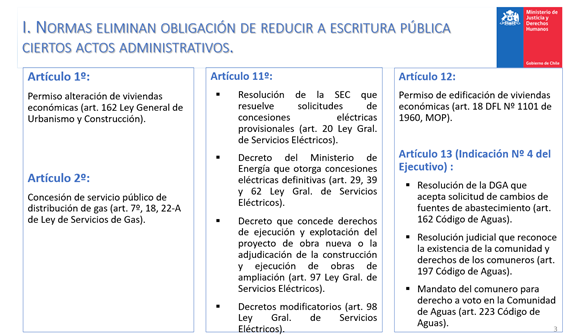 I. NORMAS ELIMINAN OBLIGACIÓN DE REDUCIR A ESCRITURA PÚBLICA
CIERTOS ACTOS ADMINISTRATIVOS.
Ministerio de
Justicia y
Derechos
Humanos
Gobierno de Chile
Artículo 1º:
Permiso alteración de viviendas
económicas (art. 162 Ley General de
Urbanismo y Construcción).
Artículo 2º:
Concesión de servicio público de
distribución de gas (art. 7º, 18, 22-A
de Ley de Servicios de Gas).
Artículo 11º:
▪ Resolución de la SEC que
resuelve solicitudes de
concesiones eléctricas
provisionales (art. 20 Ley Gral.
de Servicios Eléctricos).
▪ Decreto del Ministerio de
Energía que otorga concesiones
eléctricas definitivas (art. 29, 39
y 62 Ley Gral. de Servicios
Eléctricos).
▪ Decreto que concede derechos
de ejecución y explotación del
proyecto de obra nueva o la
adjudicación de la construcción
y ejecución de obras de
ampliación (art. 97 Ley Gral. de
Servicios Eléctricos).
▪ Decretos modificatorios (art. 98
Ley Gral. de Servicios
Eléctricos).
Artículo 12:
Permiso de edificación de viviendas
económicas (art. 18 DFL Nº 1101 de
1960, MOP).
Artículo 13 (Indicación Nº 4 del
Ejecutivo) :
▪ Resolución de la DGA que
acepta solicitud de cambios de
fuentes de abastecimiento (art.
162 Código de Aguas).
▪ Resolución judicial que reconoce
la existencia de la comunidad y
derechos de los comuneros (art.
197 Código de Aguas).
▪ Mandato del comunero para
derecho a voto en la Comunidad
de Aguas (art. 223 Código de
Aguas).
3